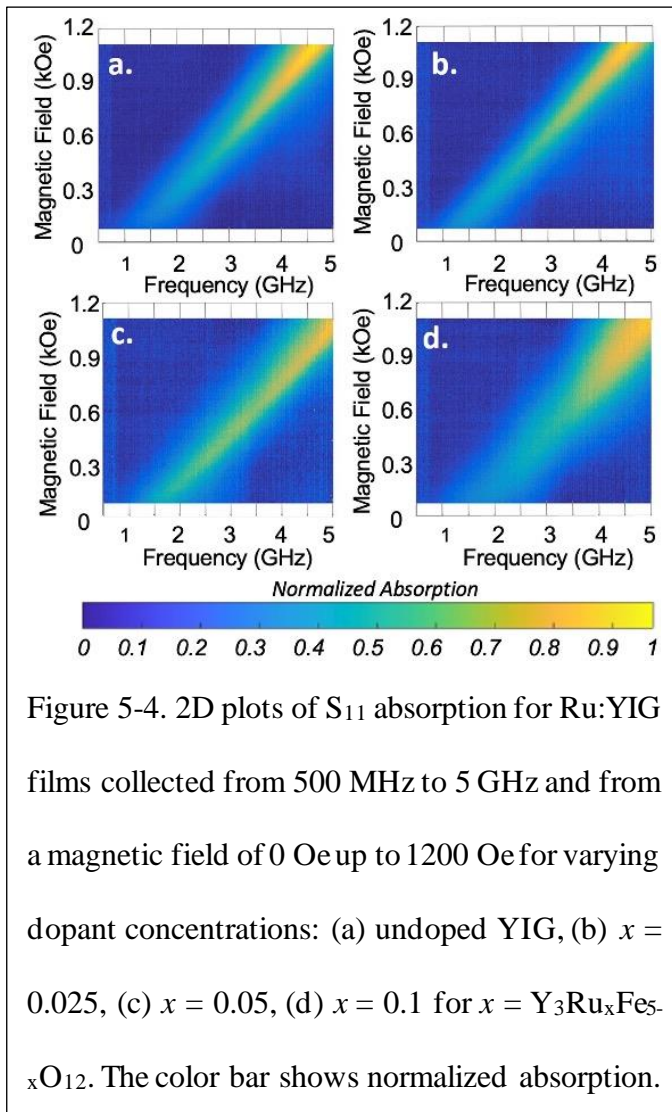 1.2
0.9
0.6
0.3
0
Magnetic Field (kOe)
a.
1 2 3 4 5
Frequency (GHz)
1.2
0.9
0.6
0.3
0
Magnetic Field (kOe)
b.
1 2 3 4 5
Frequency (GHz)
1.2
0.9
0.6
0.3
0
Magnetic Field (kOe)
c.
1 2 3 4 5
Frequency (GHz)
1.2
0.9
0.6
0.3
0
Magnetic Field (kOe)
d.
1 2 3 4 5
Frequency (GHz)
Normalized Absorption
0 0.1 0.2 0.3 0.4 0.5 0.6 0.7 0.8 0.9 1
Figure 5-4. 2D plots of S₁₁ absorption for Ru:YIG
films collected from 500 MHz to 5 GHz and from
a magnetic field of 0 Oe up to 1200 Oe for varying
dopant concentrations: (a) undoped YIG, (b) x =
0.025, (c) x = 0.05, (d) x = 0.1 for x = Y₃RuₓFe₅₋
ₓO₁₂. The color bar shows normalized absorption.